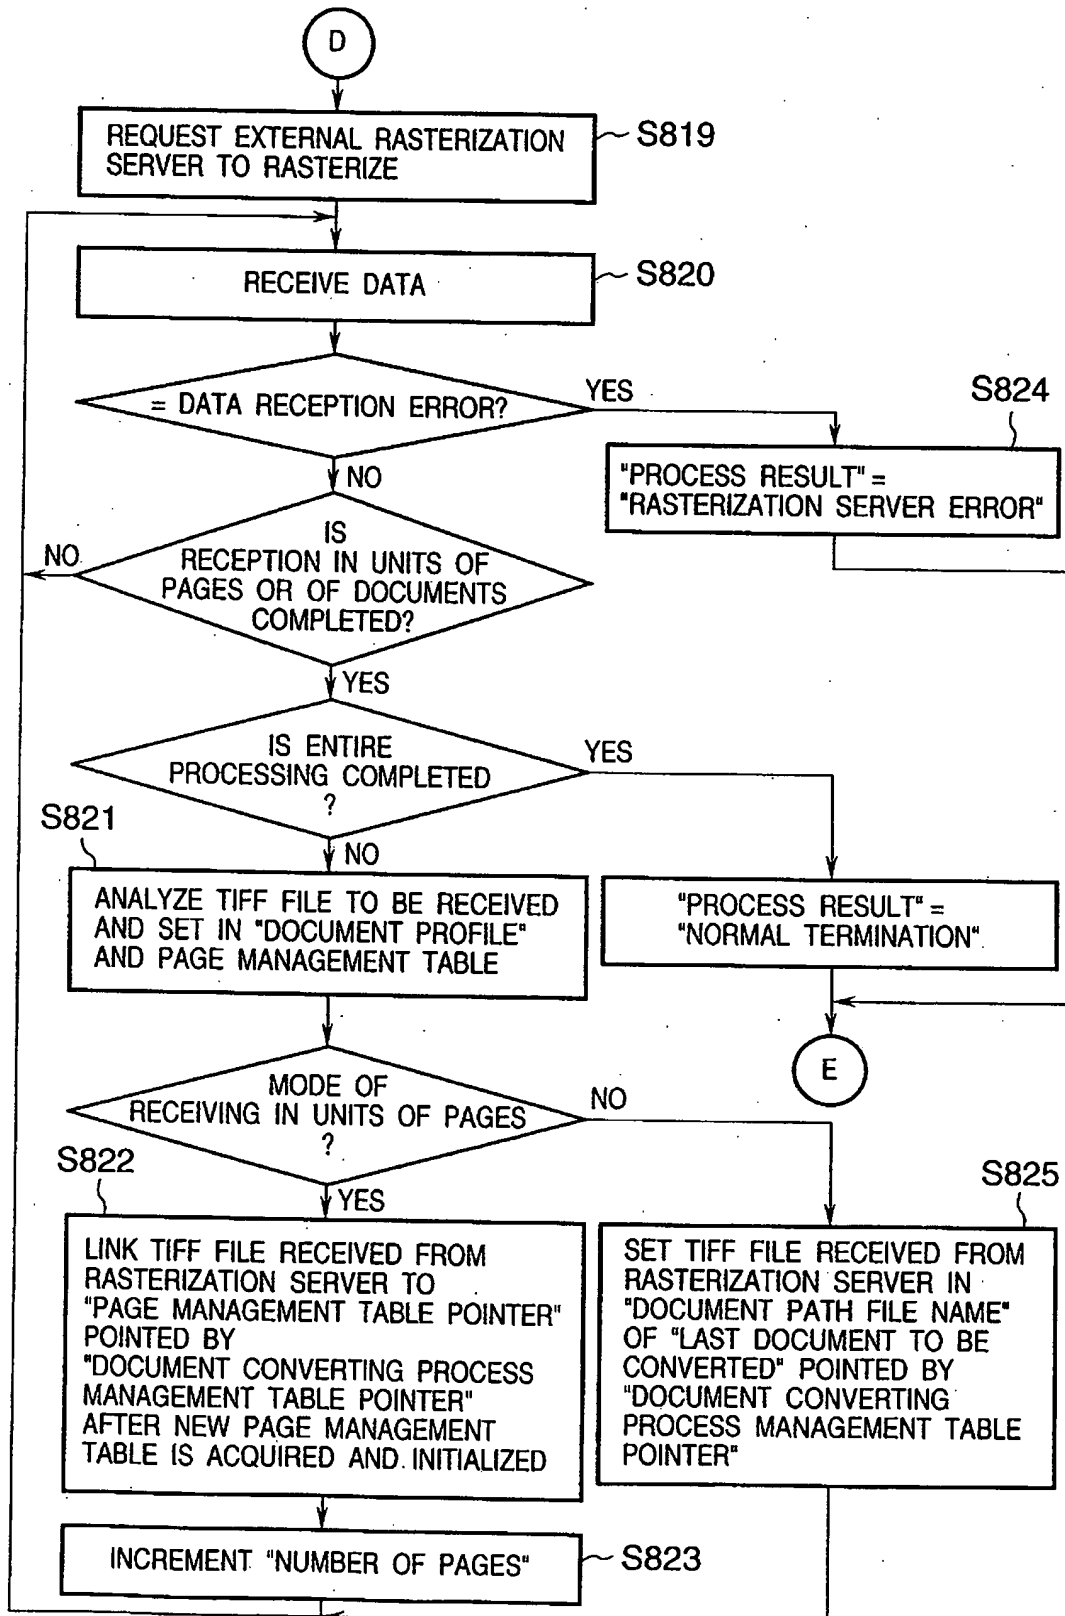 D
REQUEST EXTERNAL RASTERIZATION
SERVER TO RASTERIZE
S819
RECEIVE DATA
S820
= DATA RECEPTION ERROR?
YES
S824
"PROCESS RESULT" =
"RASTERIZATION SERVER ERROR"
NO
IS
RECEPTION IN UNITS OF
PAGES OR OF DOCUMENTS
COMPLETED?
NO
YES
IS ENTIRE
PROCESSING COMPLETED
?
YES
S821
NO
ANALYZE TIFF FILE TO BE RECEIVED
AND SET IN "DOCUMENT PROFILE"
AND PAGE MANAGEMENT TABLE
"PROCESS RESULT" =
"NORMAL TERMINATION"
E
MODE OF
RECEIVING IN UNITS OF PAGES
?
NO
S822
YES
S825
LINK TIFF FILE RECEIVED FROM
RASTERIZATION SERVER TO
"PAGE MANAGEMENT TABLE POINTER"
POINTED BY
"DOCUMENT CONVERTING PROCESS
MANAGEMENT TABLE POINTER"
AFTER NEW PAGE MANAGEMENT
TABLE IS ACQUIRED AND INITIALIZED
SET TIFF FILE RECEIVED FROM
RASTERIZATION SERVER IN
"DOCUMENT PATH FILE NAME"
OF "LAST DOCUMENT TO BE
CONVERTED" POINTED BY
"DOCUMENT CONVERTING
PROCESS MANAGEMENT TABLE
POINTER"
INCREMENT "NUMBER OF PAGES"
S823